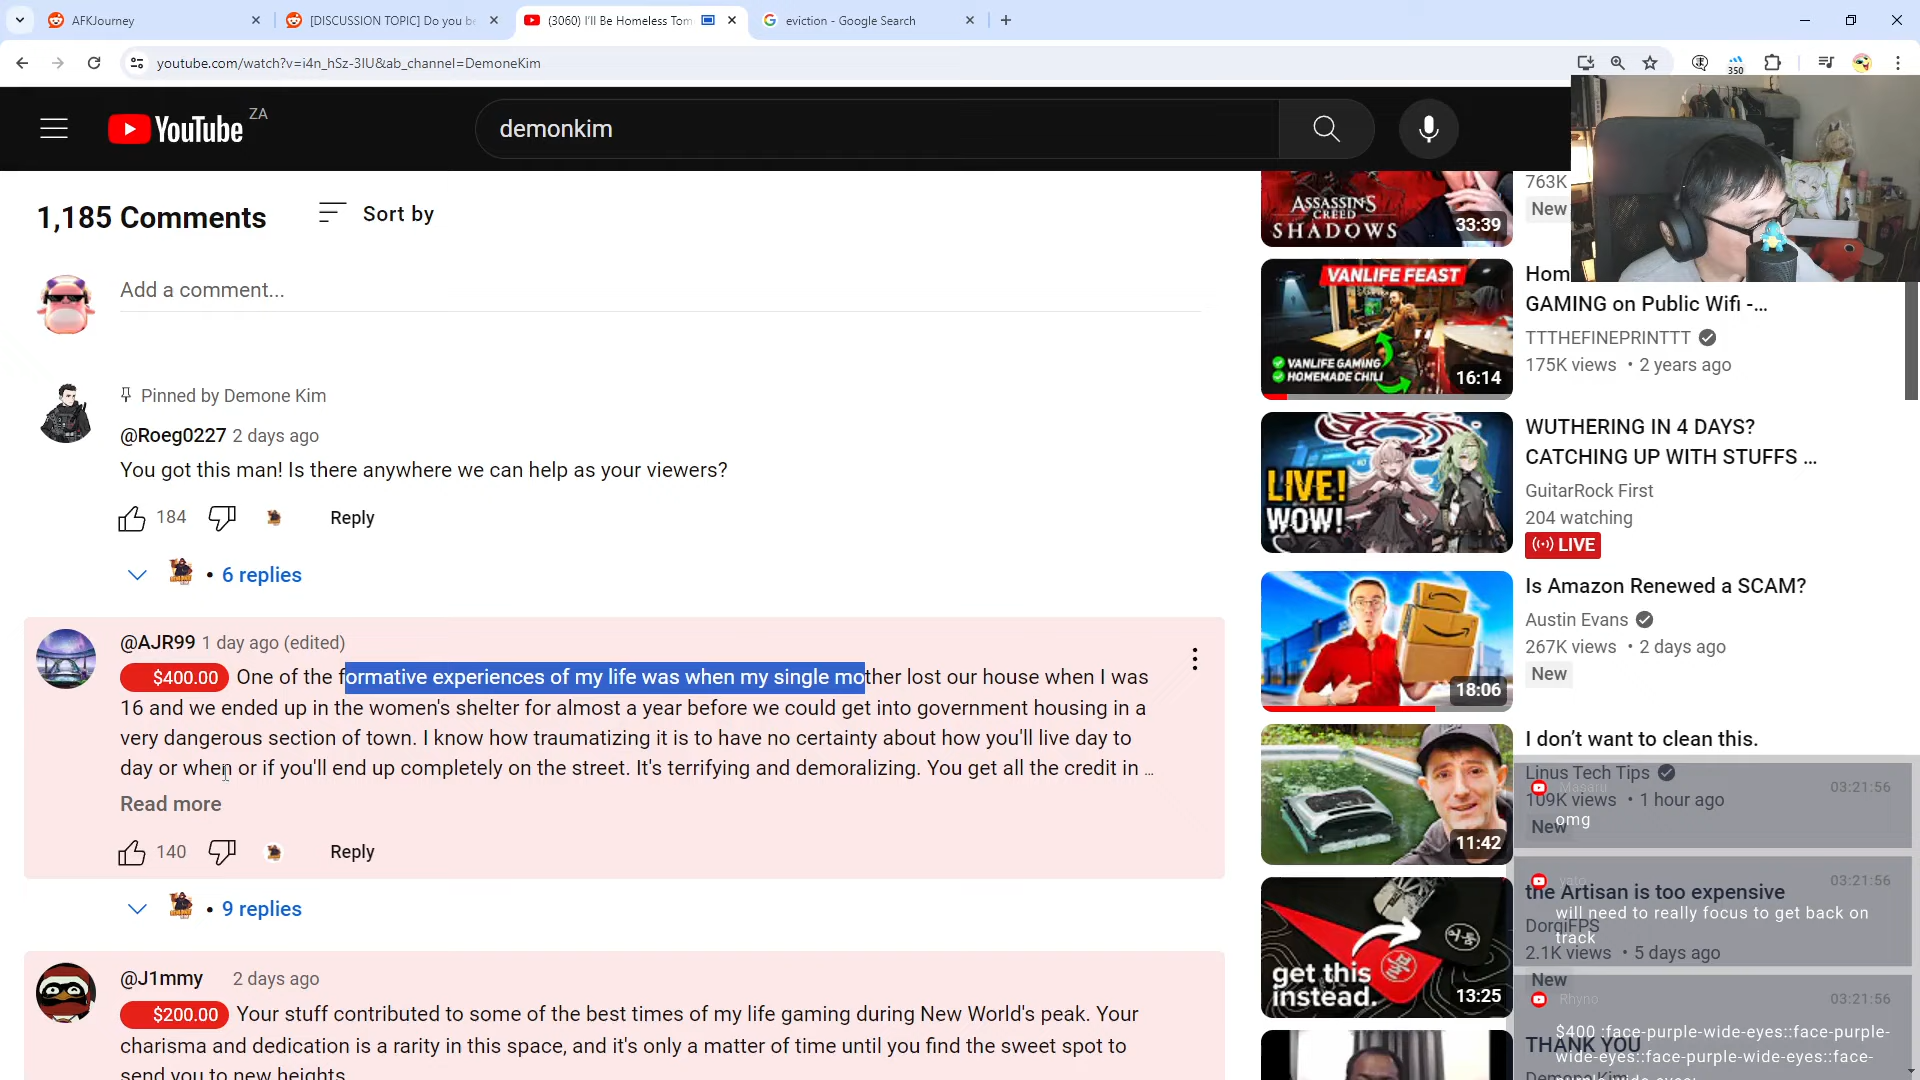 AFKJourney
[DISCUSSION TOPIC] Do you be
(3060) I'll Be Homeless Tom
eviction - Google Search
youtube.com/watch?v=i4n_hSz-3IU&ab_channel=DemoneKim
350
YouTube ZA
demonkim
1,185 Comments
Sort by
Add a comment...
Pinned by Demone Kim
@Roeg0227 2 days ago
You got this man! Is there anywhere we can help as your viewers?
184
Reply
• 6 replies
@AJR99 1 day ago (edited)
$400.00 One of the formative experiences of my life was when my single mother lost our house when I was
16 and we ended up in the women's shelter for almost a year before we could get into government housing in a
very dangerous section of town. I know how traumatizing it is to have no certainty about how you'll live day to
day or when or if you'll end up completely on the street. It's terrifying and demoralizing. You get all the credit in ...
Read more
140
Reply
• 9 replies
@J1mmy 2 days ago
$200.00 Your stuff contributed to some of the best times of my life gaming during New World's peak. Your
charisma and dedication is a rarity in this space, and it's only a matter of time until you find the sweet spot to
send you to new heights
ASSASSIN'S
CREED
SHADOWS
33:39
763K
New
VANLIFE FEAST
VANLIFE GAMING
HOMEMADE CHILI
16:14
Hom
GAMING on Public Wifi -...
TTTHEFINEPRINTTT
175K views • 2 years ago
LIVE!
WOW!
WUTHERING IN 4 DAYS?
CATCHING UP WITH STUFFS ...
GuitarRock First
204 watching
LIVE
18:06
Is Amazon Renewed a SCAM?
Austin Evans
267K views • 2 days ago
New
11:42
I don't want to clean this.
Linus Tech Tips
109K views • 1 hour ago
New
get this
instead.
13:25
the Artisan is too expensive
DorgiFPS
2.1K views • 5 days ago
New
THANK YOU
Demone Kim
03:21:56
omg
03:21:56
will need to really focus to get back on
track
Rhyno
03:21:56
$400 :face-purple-wide-eyes::face-purple-
wide-eyes::face-purple-wide-eyes::face-
purple-wide-eyes: